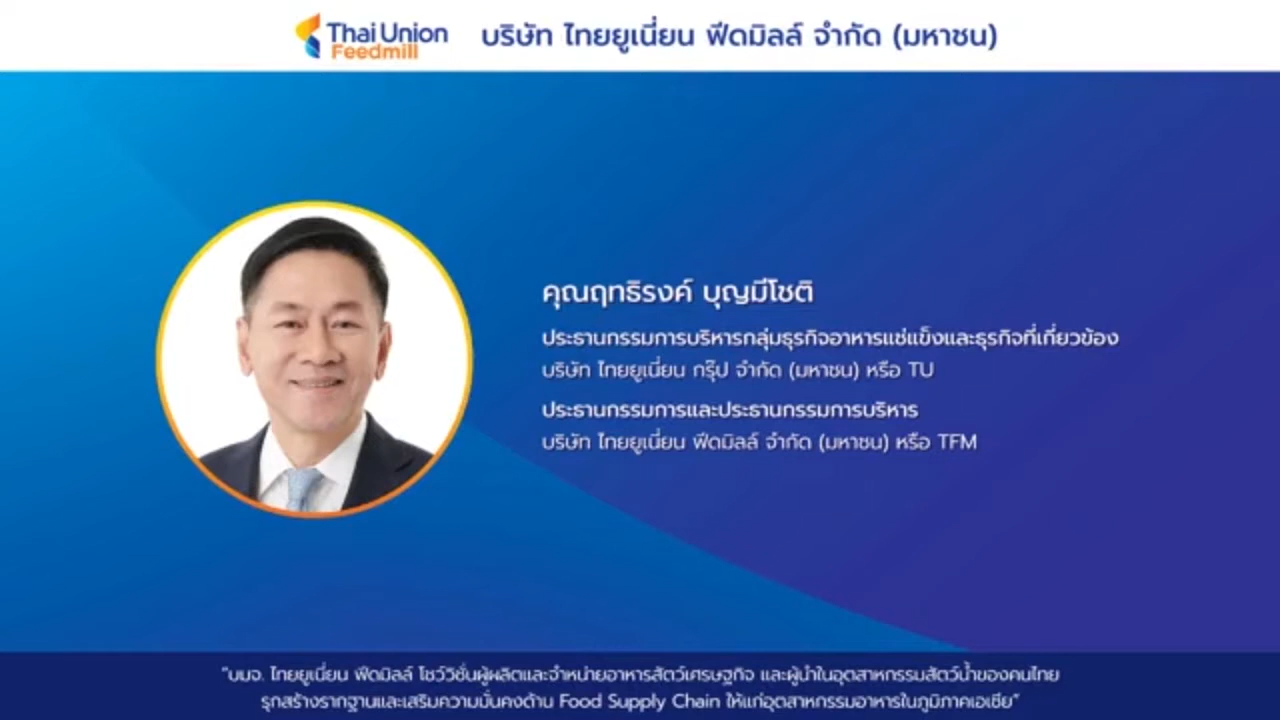 Thai Union
Feedmill
บริษัท ไทยยูเนี่ยน ฟีดมิลล์ จำกัด (มหาชน)
คุณฤทธิรงค์ บุญมีโชติ
ประธานกรรมการบริหารกลุ่มธุรกิจอาหารแช่แข็งและธุรกิจที่เกี่ยวข้อง
บริษัท ไทยยูเนี่ยน กรุ๊ป จำกัด (มหาชน) หรือ TU
ประธานกรรมการและประธานกรรมการบริหาร
บริษัท ไทยยูเนี่ยน ฟีดมิลล์ จำกัด (มหาชน) หรือ TFM
"บมจ. ไทยยูเนี่ยน ฟีดมิลล์ โชว์วิชั่นผู้ผลิตและจำหน่ายอาหารสัตว์เศรษฐกิจ และผู้นำในอุตสาหกรรมสัตว์น้ำของคนไทย
รุกสร้างรากฐานและเสริมความมั่นคงด้าน Food Supply Chain ให้แก่อุตสาหกรรมอาหารในภูมิภาคเอเชีย"